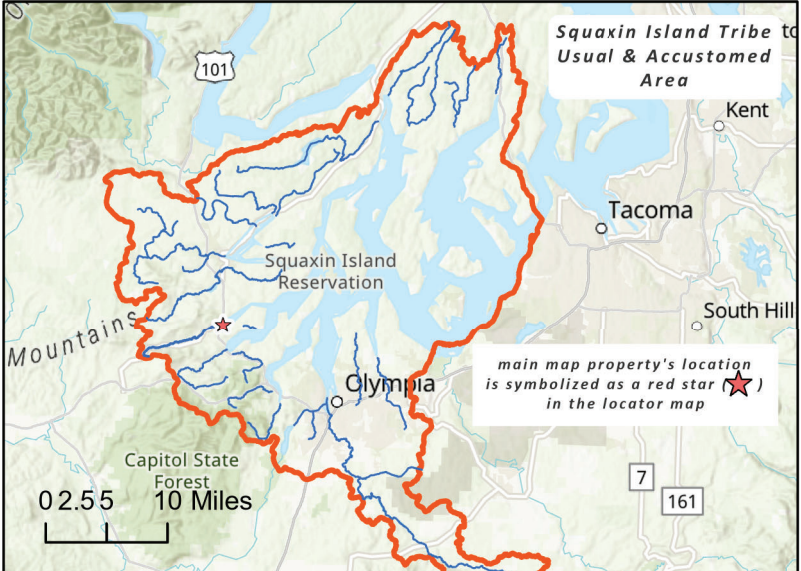 Squaxin Island Tribe
Usual & Accustomed
Area
to
101
Kent
Tacoma
Squaxin Island
Reservation
South Hill
Mountains
main map property's location
is symbolized as a red star ( )
in the locator map
Olympia
Capitol State
Forest
7
161
0 2.5 5 10 Miles